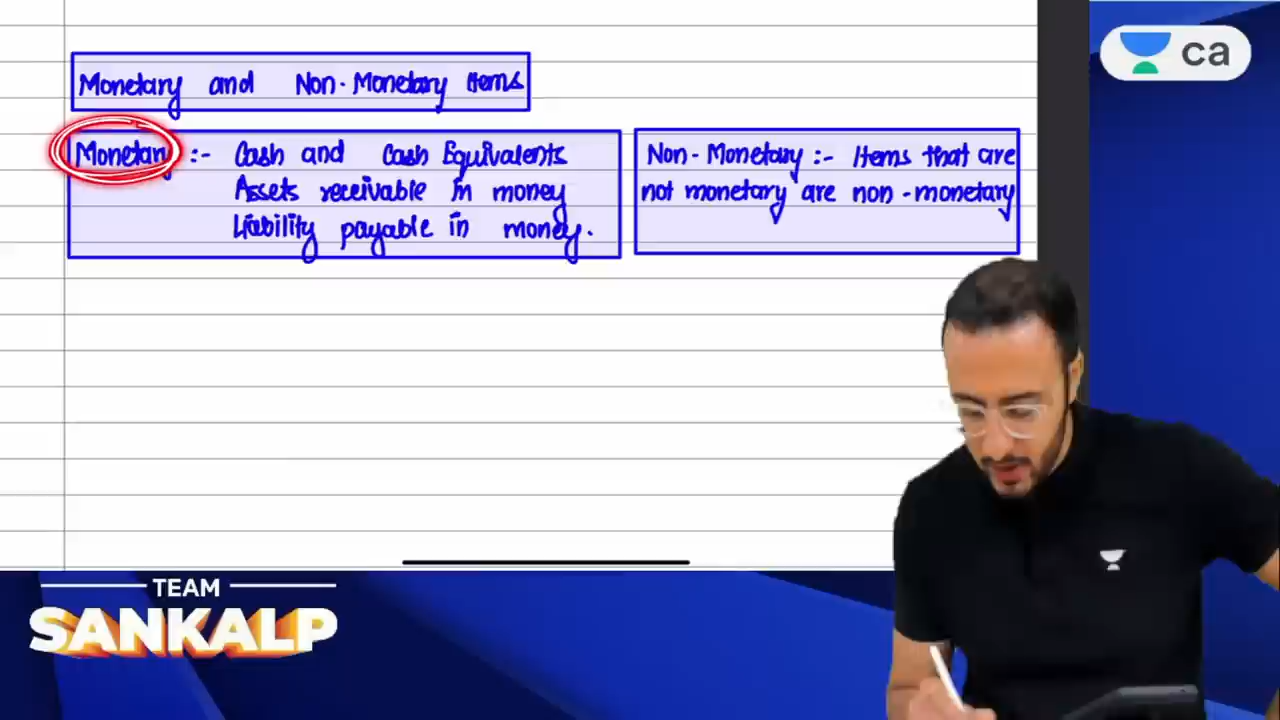 Monetary and Non-Monetary Items
Monetary :- Cash and Cash Equivalents
Assets receivable in money
Liability payable in money.
Non-Monetary :- Items that are
not monetary are non-monetary
ca
TEAM
SANKALP